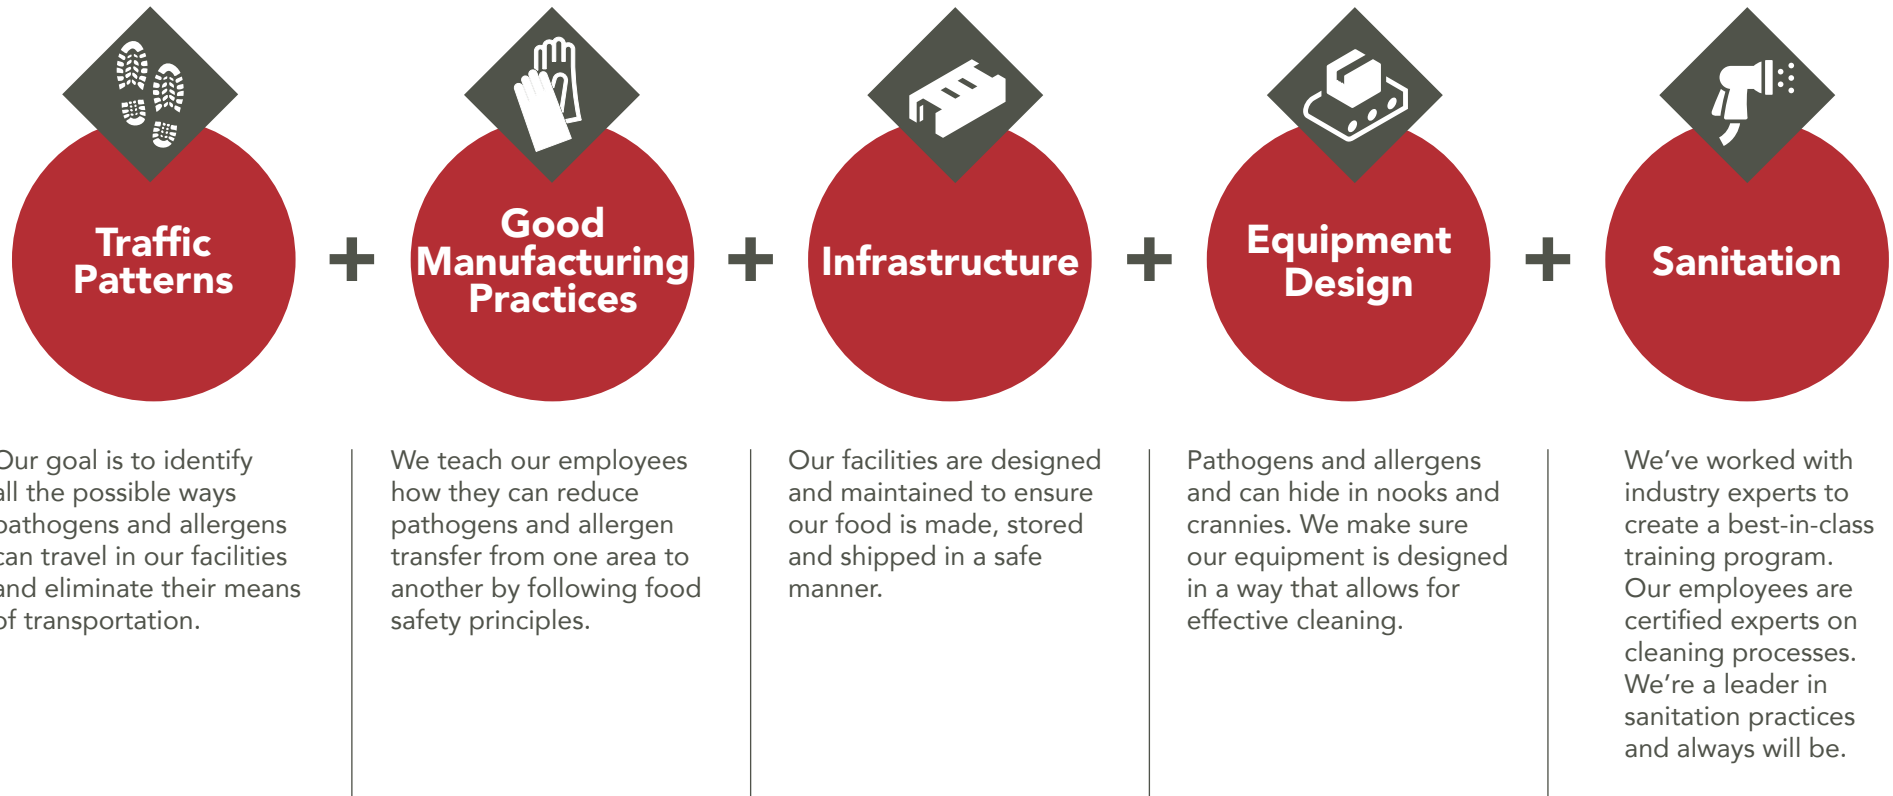 Traffic
Patterns
+
Good
Manufacturing
Practices
+
Infrastructure
+
Equipment
Design
+
Sanitation
Our goal is to identify
all the possible ways
pathogens and allergens
can travel in our facilities
and eliminate their means
of transportation.
We teach our employees
how they can reduce
pathogens and allergen
transfer from one area to
another by following food
safety principles.
Our facilities are designed
and maintained to ensure
our food is made, stored
and shipped in a safe
manner.
Pathogens and allergens
and can hide in nooks and
crannies. We make sure
our equipment is designed
in a way that allows for
effective cleaning.
We’ve worked with
industry experts to
create a best-in-class
training program.
Our employees are
certified experts on
cleaning processes.
We’re a leader in
sanitation practices
and always will be.